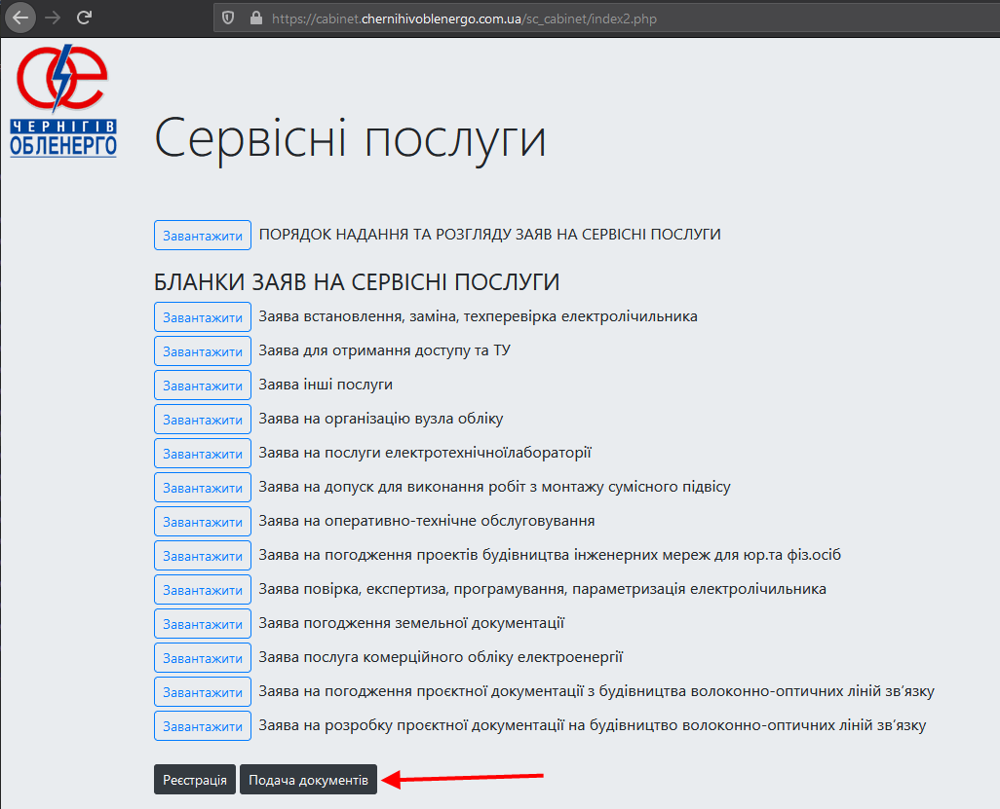 https://cabinet.chernihivoblenergo.com.ua/sc_cabinet/index2.php
ЧЕРНІГІВ
ОБЛЕНЕРГО
Сервісні послуги
Завантажити ПОРЯДОК НАДАННЯ ТА РОЗГЛЯДУ ЗАЯВ НА СЕРВІСНІ ПОСЛУГИ
БЛАНКИ ЗАЯВ НА СЕРВІСНІ ПОСЛУГИ
Завантажити Заява встановлення, заміна, техперевірка електролічильника
Завантажити Заява для отримання доступу та ТУ
Завантажити Заява інші послуги
Завантажити Заява на організацію вузла обліку
Завантажити Заява на послуги електротехнічноїлабораторії
Завантажити Заява на допуск для виконання робіт з монтажу сумісного підвісу
Завантажити Заява на оперативно-технічне обслуговування
Завантажити Заява на погодження проектів будівництва інженерних мереж для юр.та фіз.осіб
Завантажити Заява повірка, експертиза, програмування, параметризація електролічильника
Завантажити Заява погодження земельної документації
Завантажити Заява послуга комерційного обліку електроенергії
Завантажити Заява на погодження проєктної документації з будівництва волоконно-оптичних ліній зв'язку
Завантажити Заява на розробку проєктної документації на будівництво волоконно-оптичних ліній зв'язку
Реєстрація Подача документів